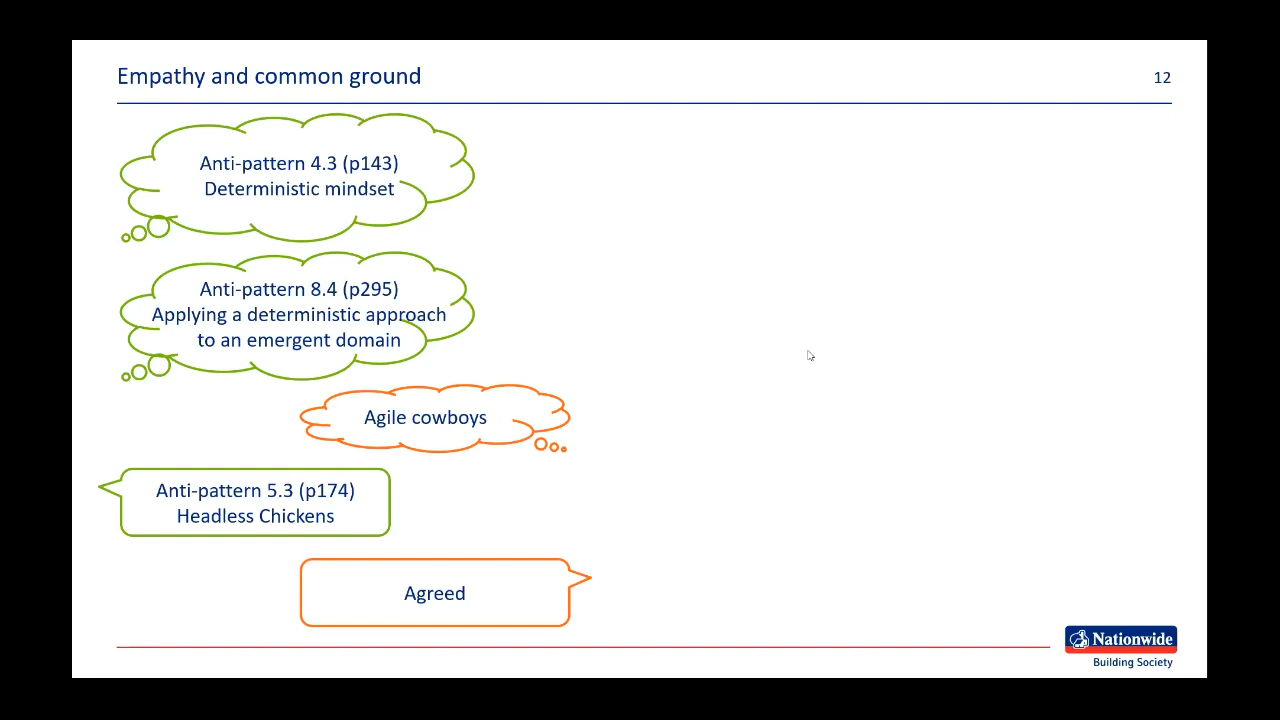 Empathy and common ground
12
Anti-pattern 4.3 (p143)
Deterministic mindset
Anti-pattern 8.4 (p295)
Applying a deterministic approach
to an emergent domain
Agile cowboys
Anti-pattern 5.3 (p174)
Headless Chickens
Agreed
Nationwide
Building Society